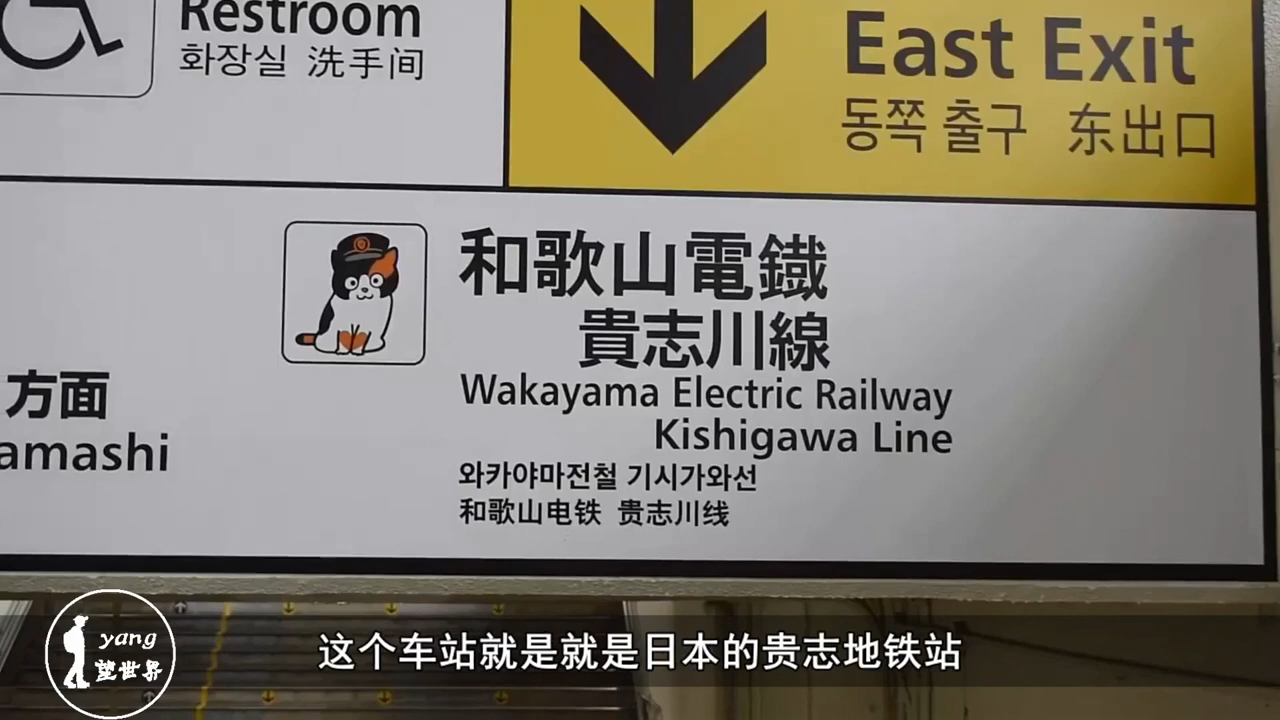 Restroom
화장실 洗手间
East Exit
동쪽 출구 东出口
和歌山電鐵
貴志川線
Wakayama Electric Railway
Kishigawa Line
와카야마전철 기시가와선
和歌山电铁 贵志川线
方面
amashi
yang
望世界
这个车站就是就是日本的贵志地铁站